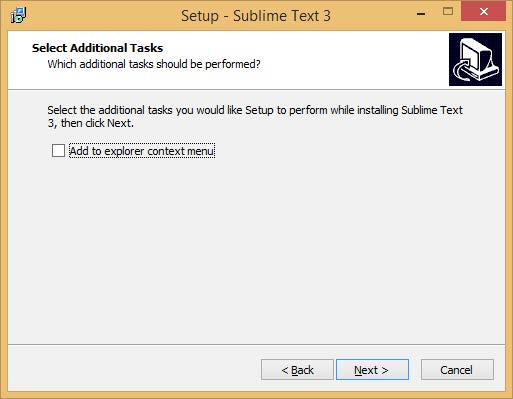 Setup - Sublime Text 3
Select Additional Tasks
Which additional tasks should be performed?
Select the additional tasks you would like Setup to perform while installing Sublime Text
3, then click Next.
Add to explorer context menu
< Back
Next >
Cancel